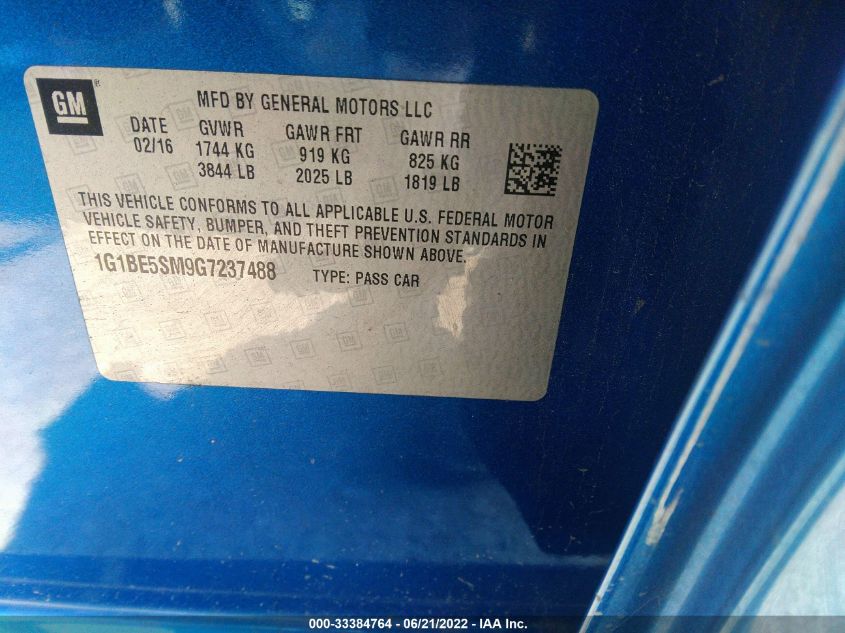 GM
MFD BY GENERAL MOTORS LLC
DATE GVWR GAWR FRT GAWR RR
02/16 1744 KG 919 KG 825 KG
3844 LB 2025 LB 1819 LB
THIS VEHICLE CONFORMS TO ALL APPLICABLE U.S. FEDERAL MOTOR
VEHICLE SAFETY, BUMPER, AND THEFT PREVENTION STANDARDS IN
EFFECT ON THE DATE OF MANUFACTURE SHOWN ABOVE.
1G1BE5SM9G7237488 TYPE: PASS CAR
000-33384764 - 06/21/2022 - IAA Inc.